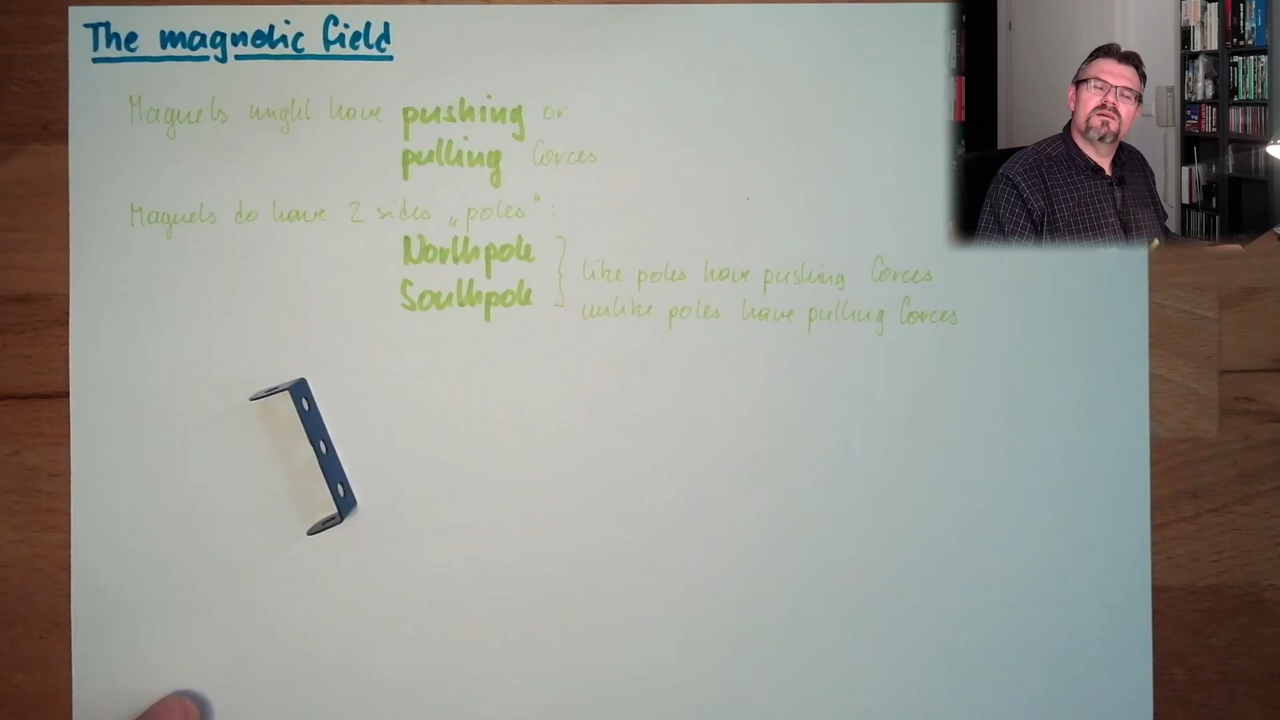 The magnetic field
Magnets might have pushing or
pulling forces
Magnets do have 2 sides „poles“:
Northpole
Southpole
like poles have pushing forces
unlike poles have pulling forces